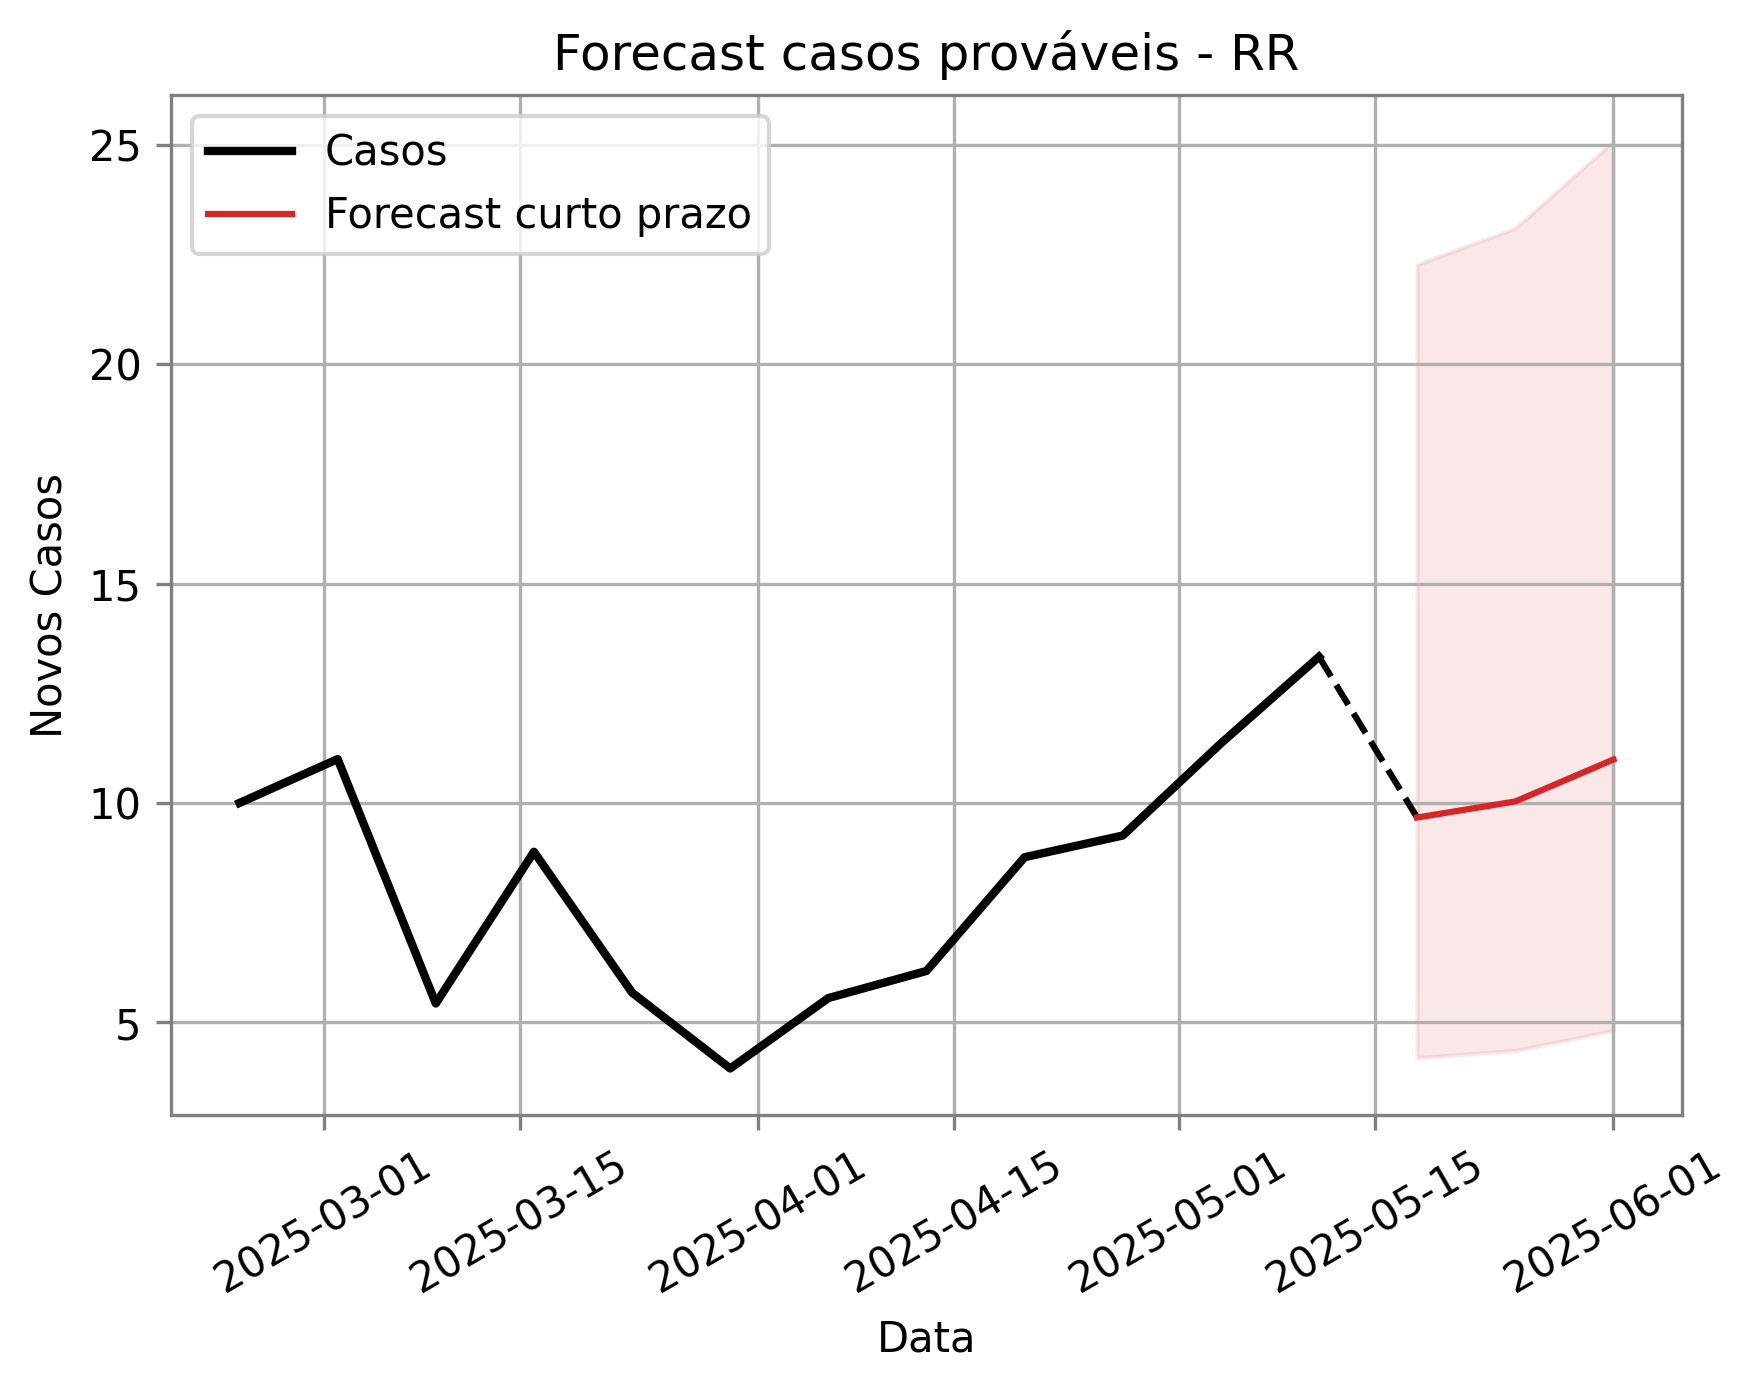 Forecast casos prováveis - RR
Casos
Forecast curto prazo
25
20
15
10
5
Novos Casos
2025-03-01
2025-03-15
2025-04-01
2025-04-15
2025-05-01
2025-05-15
2025-06-01
Data